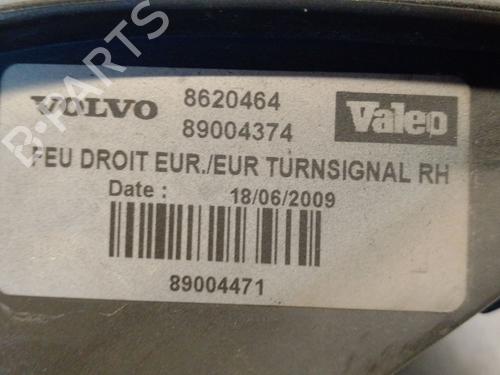 B-PARTS
VOLVO 8620464 Valeo
89004374
FEU DROIT EUR./EUR TURNSIGNAL RH
Date : 18/06/2009
89004471